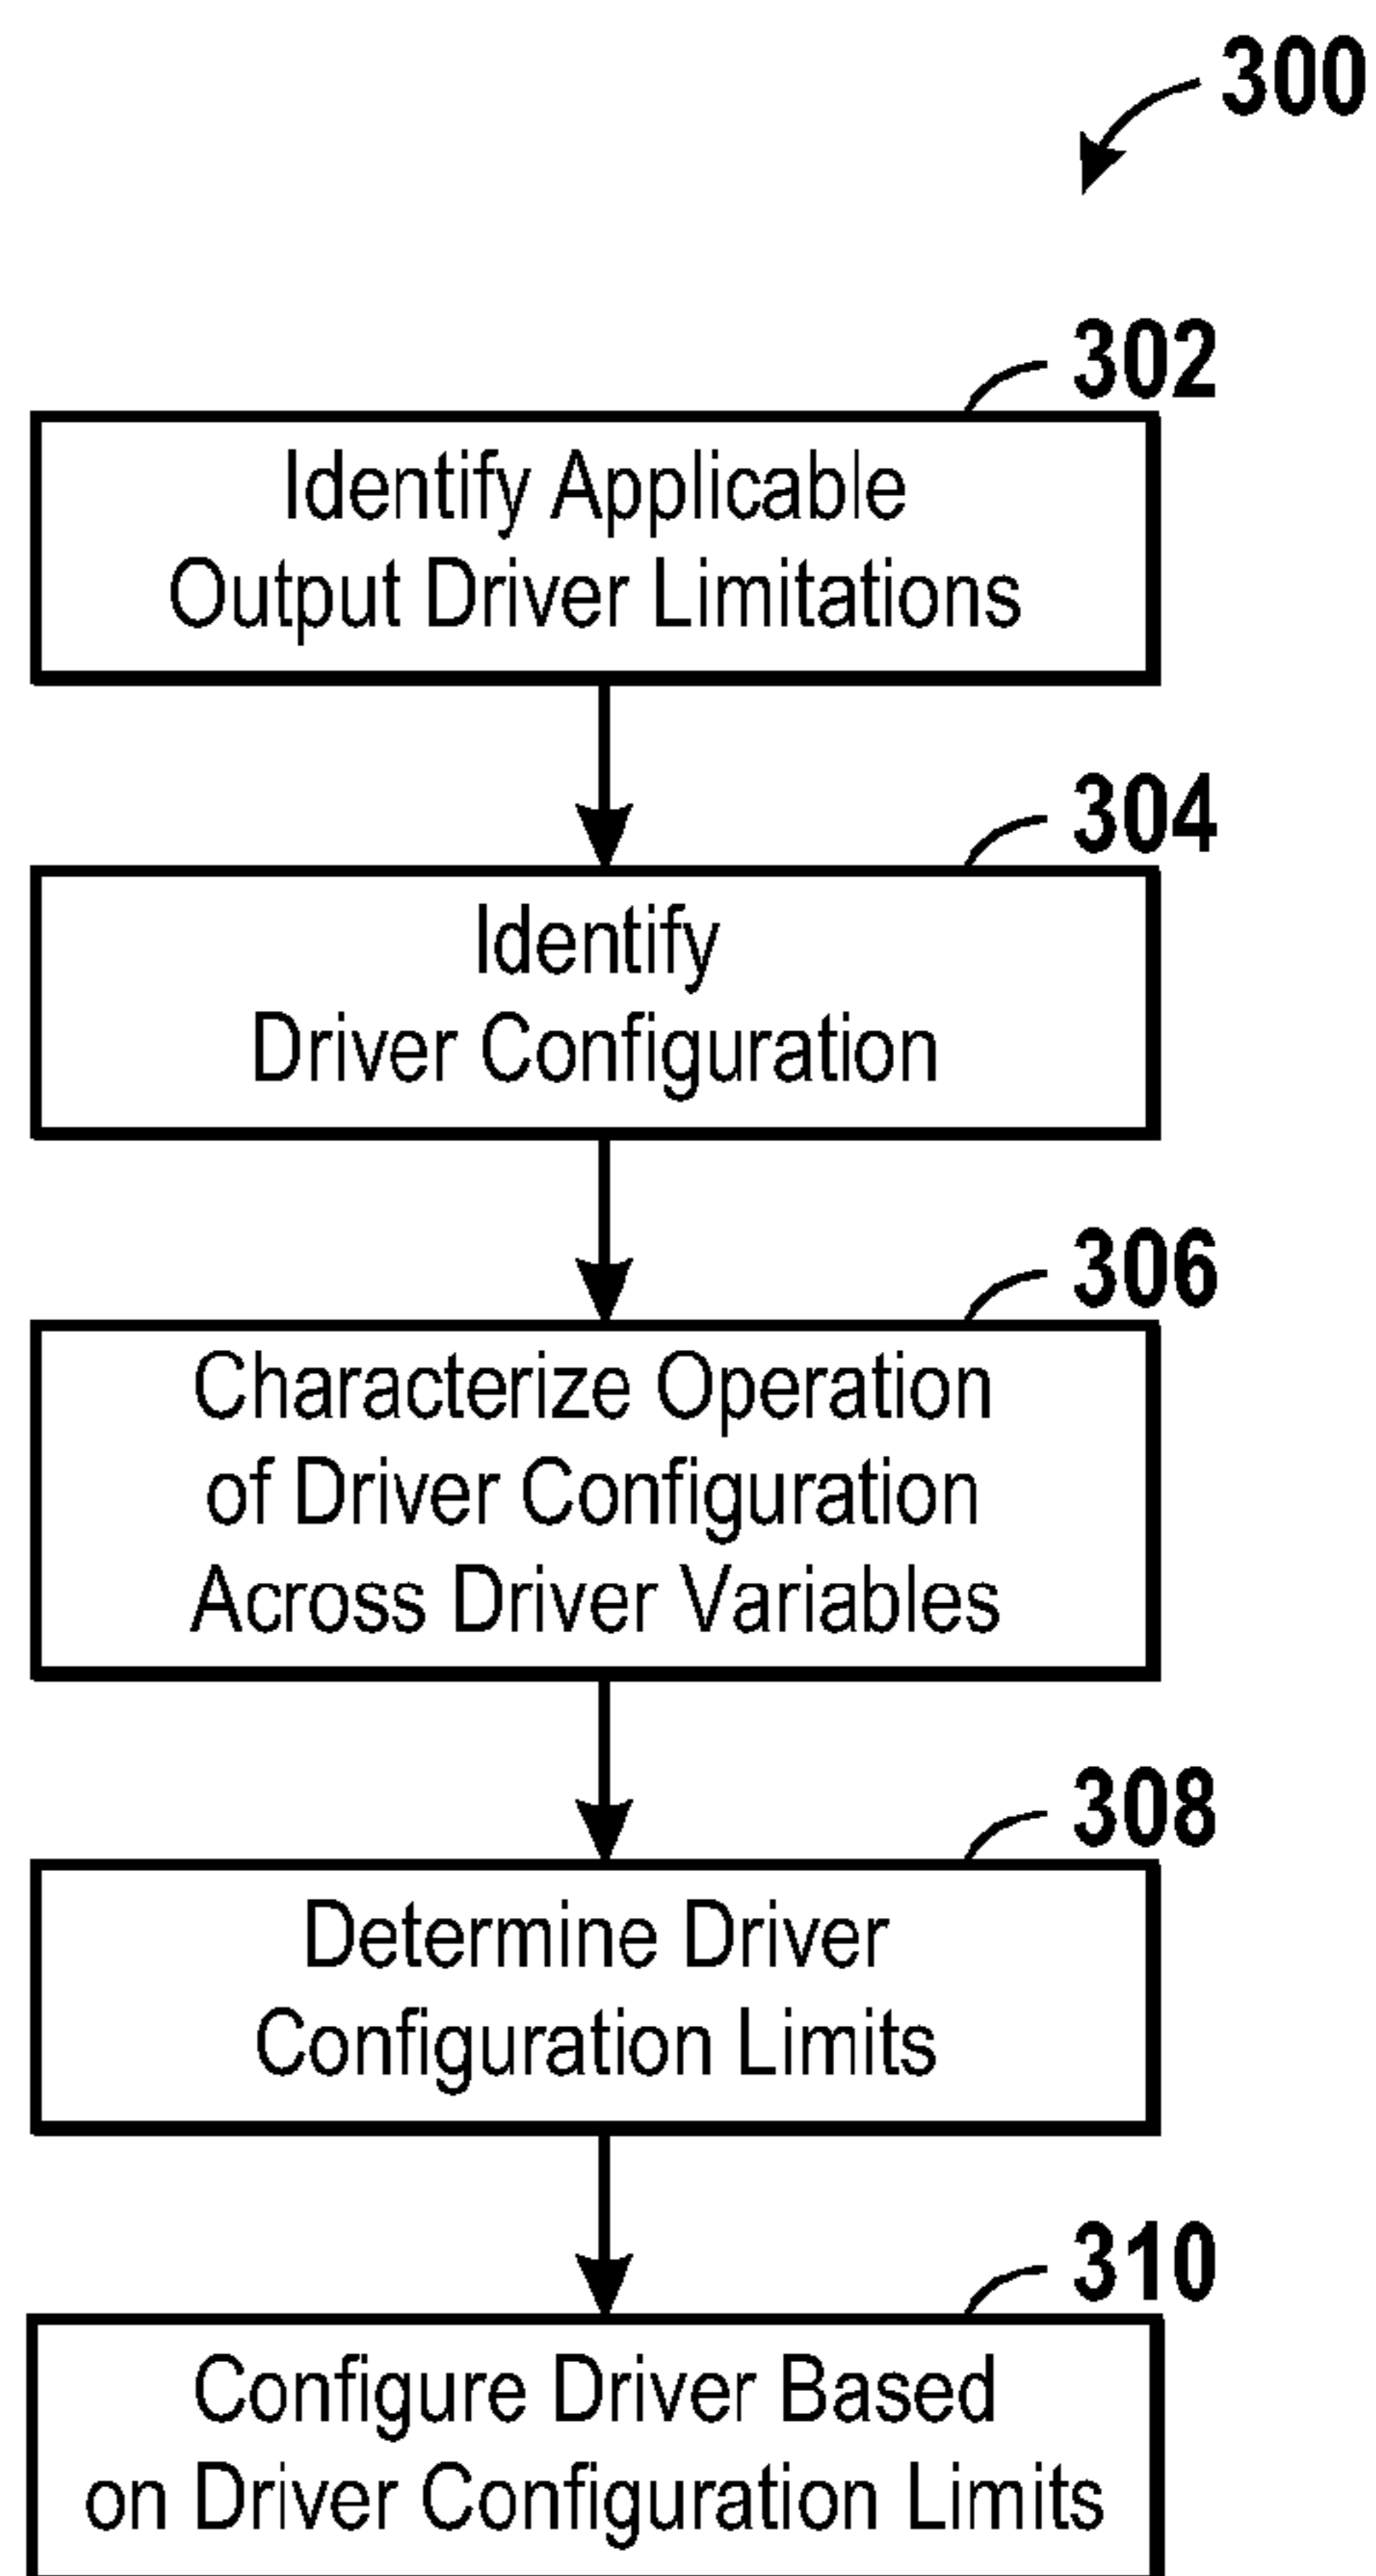 300
302
Identify Applicable
Output Driver Limitations
304
Identify
Driver Configuration
306
Characterize Operation
of Driver Configuration
Across Driver Variables
308
Determine Driver
Configuration Limits
310
Configure Driver Based
on Driver Configuration Limits